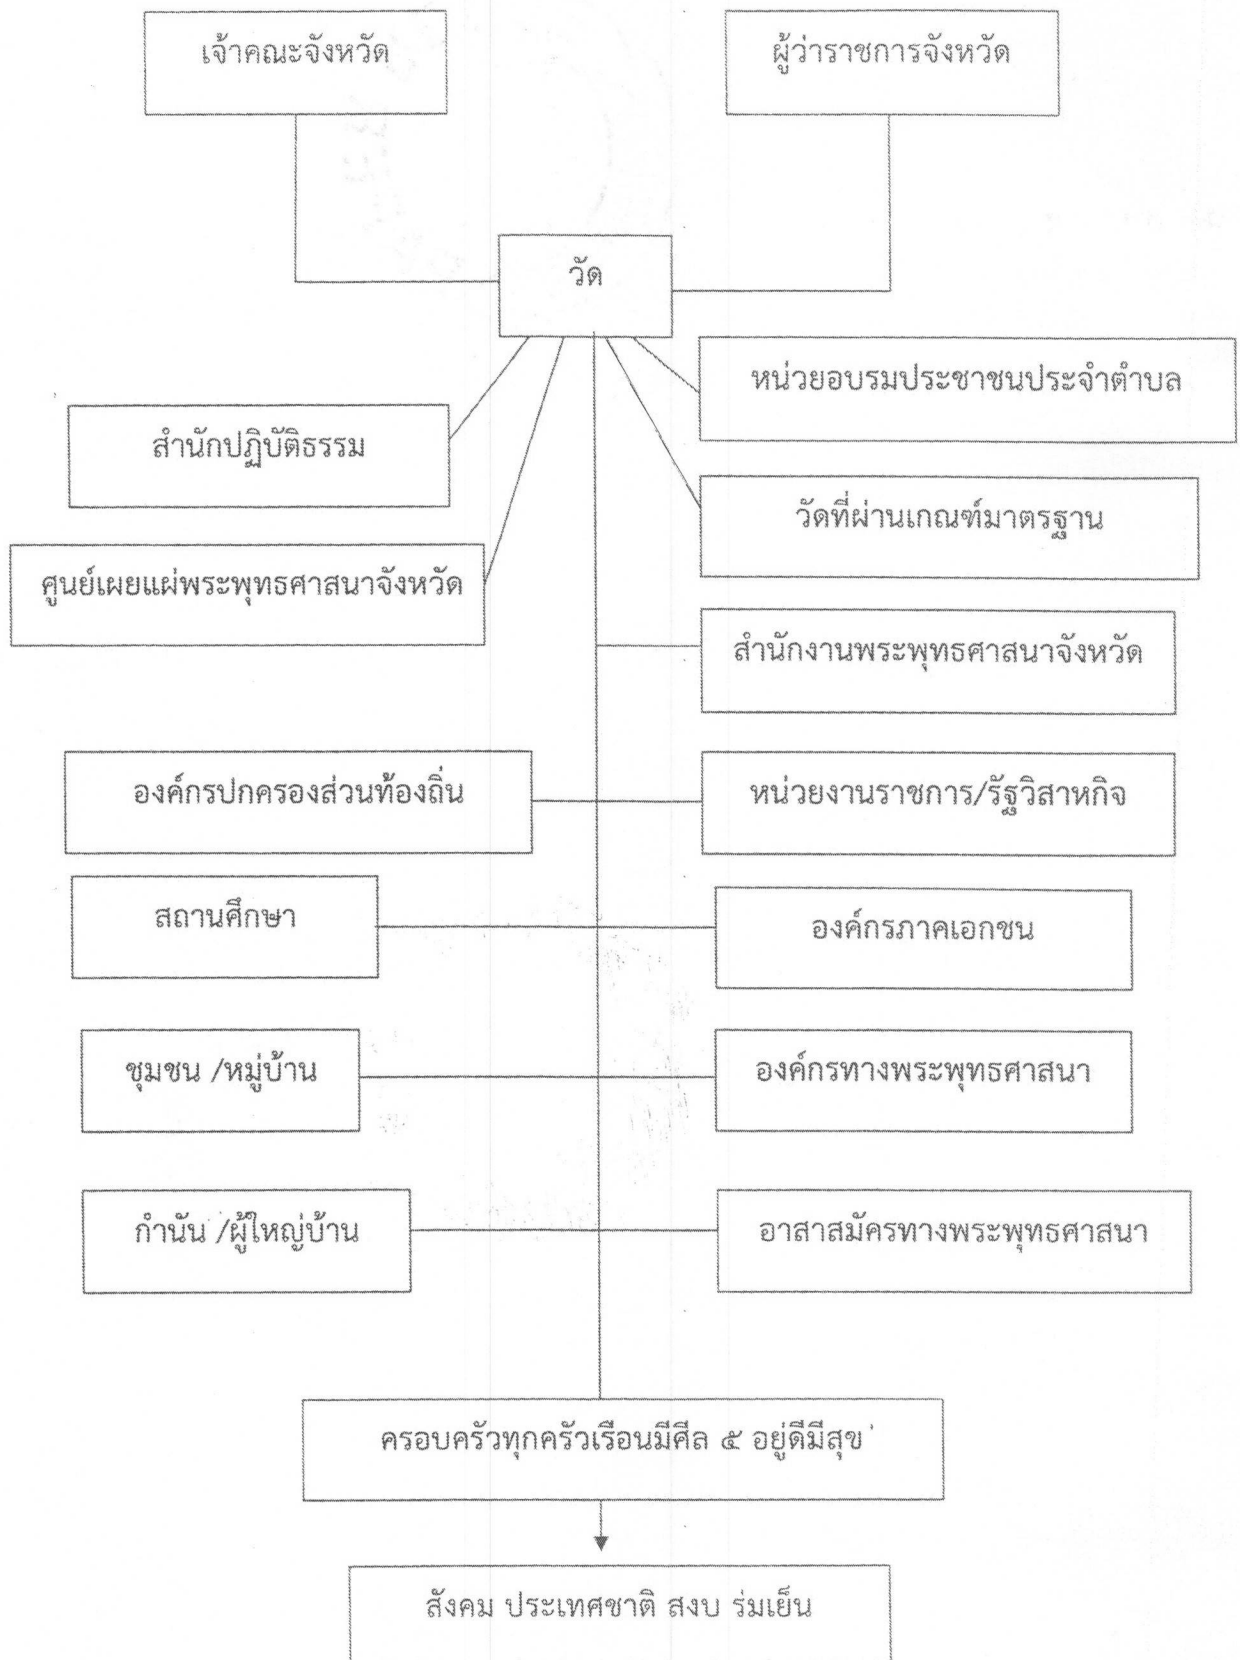 เจ้าคณะจังหวัด
ผู้ว่าราชการจังหวัด
วัด
หน่วยอบรมประชาชนประจำตำบล
สำนักปฏิบัติธรรม
วัดที่ผ่านเกณฑ์มาตรฐาน
ศูนย์เผยแผ่พระพุทธศาสนาจังหวัด
สำนักงานพระพุทธศาสนาจังหวัด
องค์กรปกครองส่วนท้องถิ่น
หน่วยงานราชการ/รัฐวิสาหกิจ
สถานศึกษา
องค์กรภาคเอกชน
ชุมชน /หมู่บ้าน
องค์กรทางพระพุทธศาสนา
กำนัน /ผู้ใหญ่บ้าน
อาสาสมัครทางพระพุทธศาสนา
ครอบครัวทุกครัวเรือนมีศีล ๕ อยู่ดีมีสุข
สังคม ประเทศชาติ สงบ ร่มเย็น